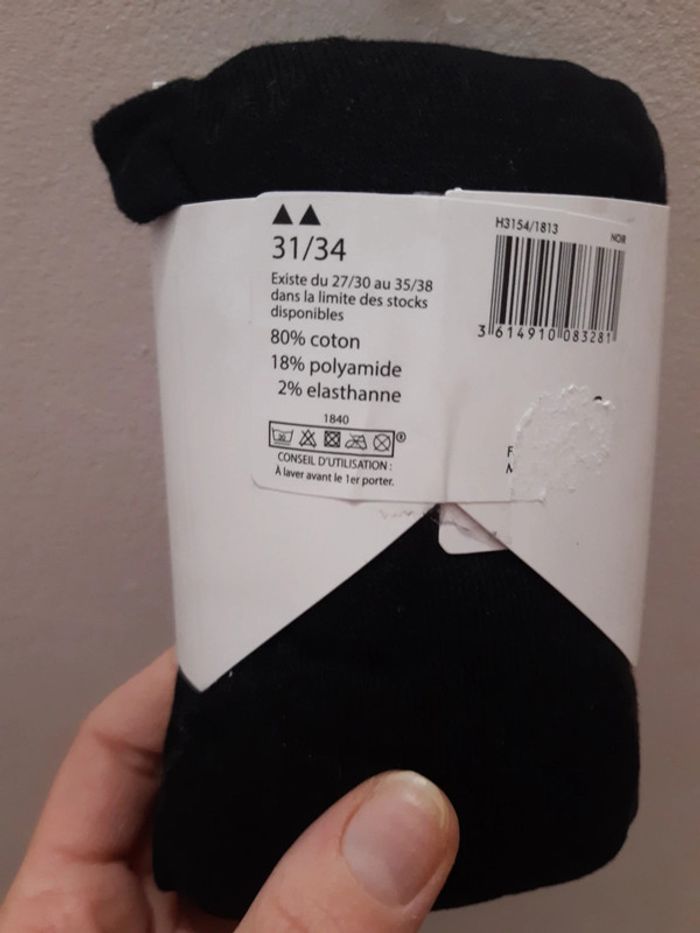 31/34
Existe du 27/30 au 35/38
dans la limite des stocks
disponibles
80% coton
18% polyamide
2% elasthanne
1840
CONSEIL D'UTILISATION :
À laver avant le 1er porter.
H3154/1813
NOIR
3 614910 083281
F
M